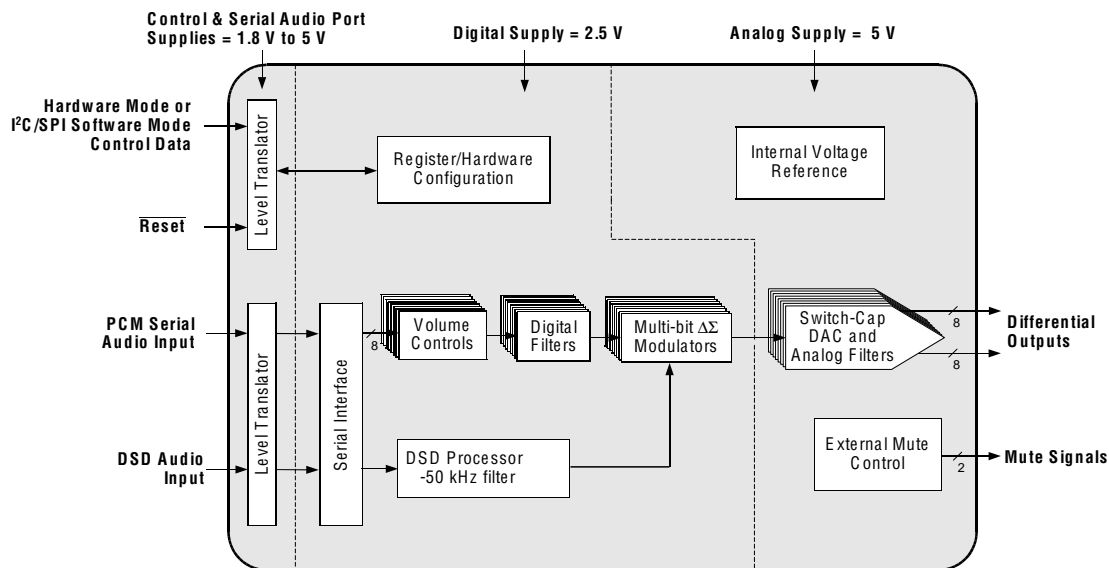 Control & Serial Audio Port
Supplies = 1.8 V to 5 V
Digital Supply = 2.5 V
Analog Supply = 5 V
Hardware Mode or
I²C/SPI Software Mode
Control Data
Reset
Level Translator
Register/Hardware
Configuration
Internal Voltage
Reference
PCM Serial
Audio Input
DSD Audio
Input
Level Translator
Serial Interface
8
Volume
Controls
Digital
Filters
Multi-bit ΔΣ
Modulators
Switch-Cap
DAC and
Analog Filters
8
8
Differential
Outputs
DSD Processor
-50 kHz filter
External Mute
Control
2
Mute Signals